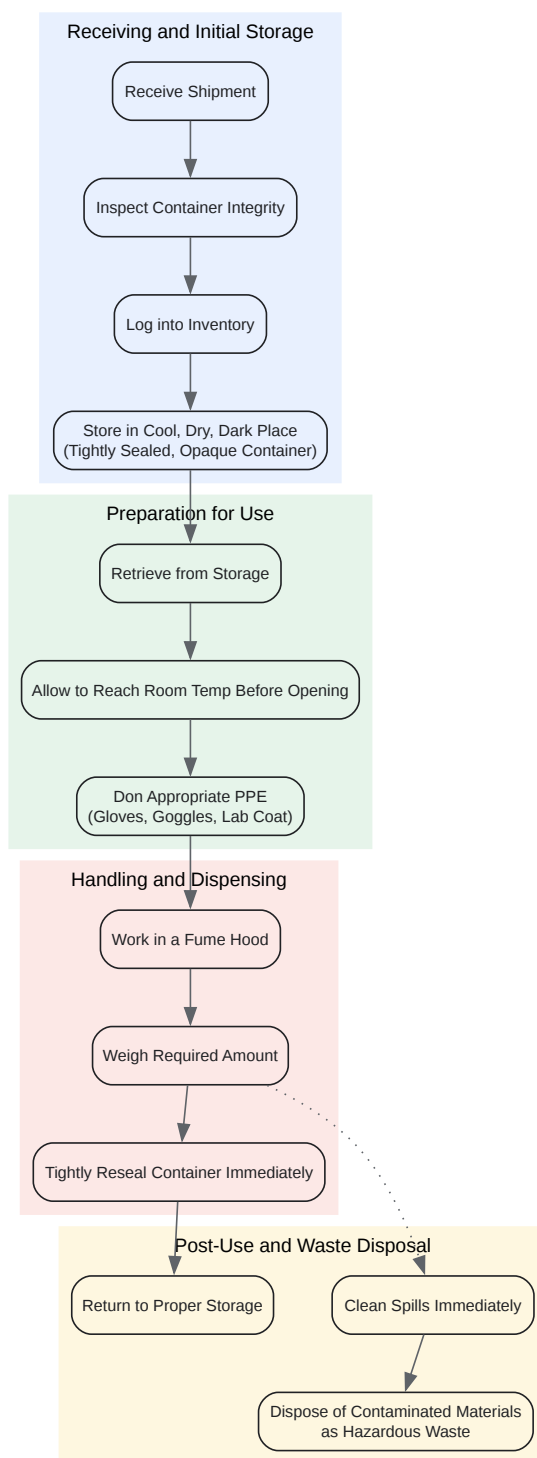 Receiving and Initial Storage
Receive Shipment
Inspect Container Integrity
Log into Inventory
Store in Cool, Dry, Dark Place
(Tightly Sealed, Opaque Container)
Preparation for Use
Retrieve from Storage
Allow to Reach Room Temp Before Opening
Don Appropriate PPE
(Gloves, Goggles, Lab Coat)
Handling and Dispensing
Work in a Fume Hood
Weigh Required Amount
Tightly Reseal Container Immediately
Post-Use and Waste Disposal
Return to Proper Storage
Clean Spills Immediately
Dispose of Contaminated Materials
as Hazardous Waste